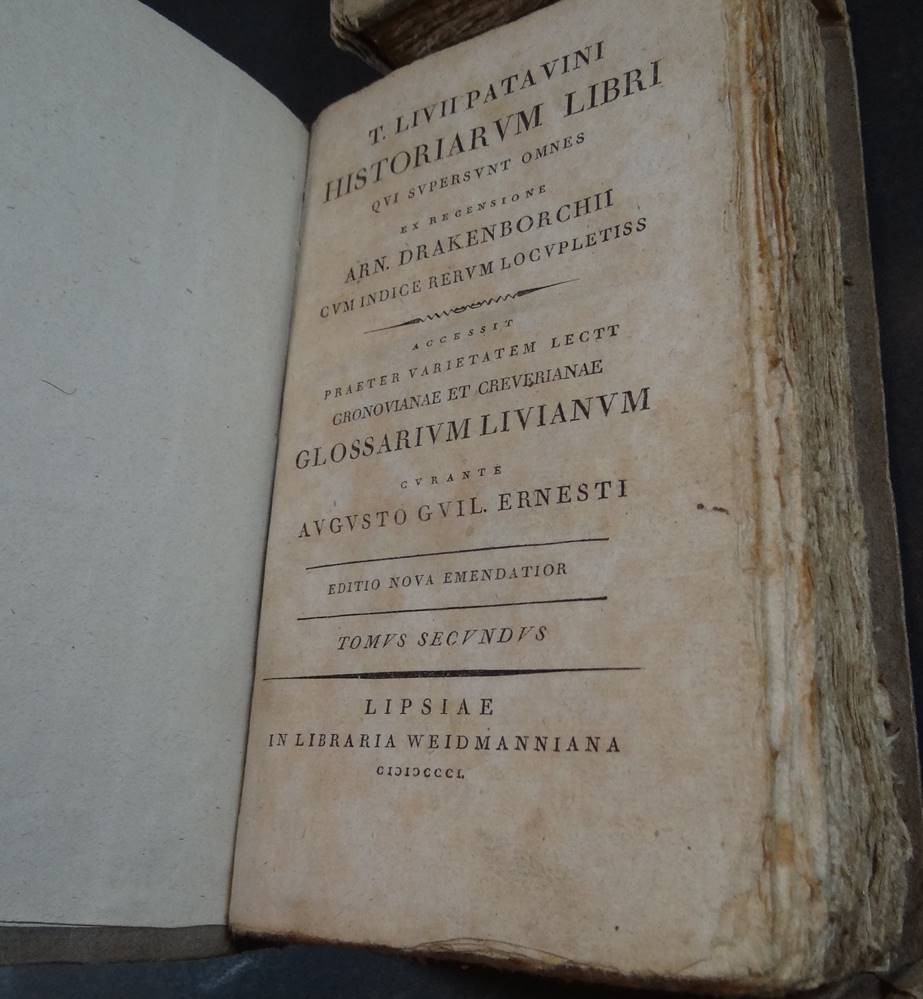 T. LIVII PATAVINI
HISTORIARVM LIBRI
QVI SVPERSVNT OMNES
EX RECENSIONE
ARN. DRAKENBORCHII
CVM INDICE RERVM LOCVPLETISS
ACCESSIT
PRAETER VARIETATEM LECTT
GRONOVIANAE ET CREVERIANAE
GLOSSARIVM LIVIANVM
CVRANTE
AVGVSTO GVIL. ERNESTI
EDITIO NOVA EMENDATIOR
TOMVS SECVNDVS
LIPSIAE
IN LIBRARIA WEIDMANNIANA
CIↃIↃCCCI.